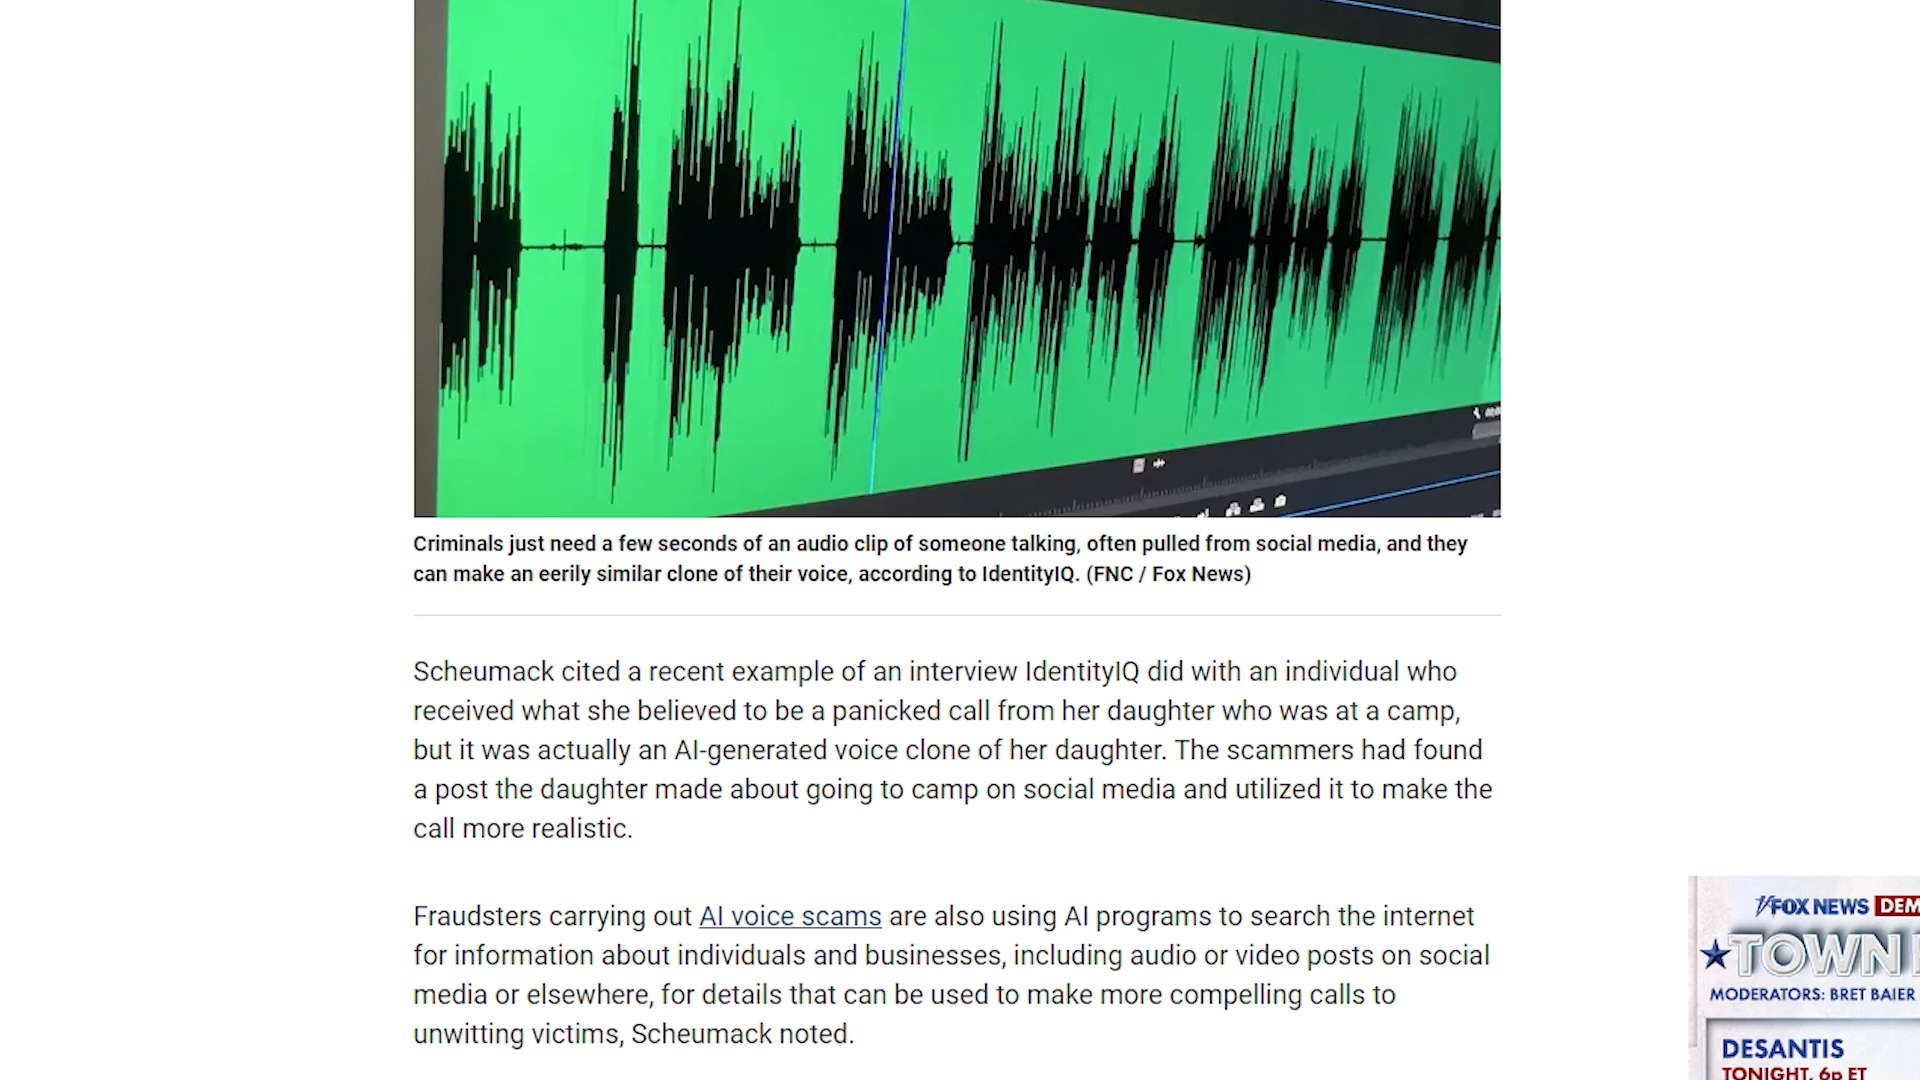 Criminals just need a few seconds of an audio clip of someone talking, often pulled from social media, and they
can make an eerily similar clone of their voice, according to IdentityIQ. (FNC / Fox News)
Scheumack cited a recent example of an interview IdentityIQ did with an individual who
received what she believed to be a panicked call from her daughter who was at a camp,
but it was actually an AI-generated voice clone of her daughter. The scammers had found
a post the daughter made about going to camp on social media and utilized it to make the
call more realistic.
Fraudsters carrying out AI voice scams are also using AI programs to search the internet
for information about individuals and businesses, including audio or video posts on social
media or elsewhere, for details that can be used to make more compelling calls to
unwitting victims, Scheumack noted.
FOX NEWS DEM
TOWN
MODERATORS: BRET BAIER
DESANTIS
TONIGHT, 6p ET